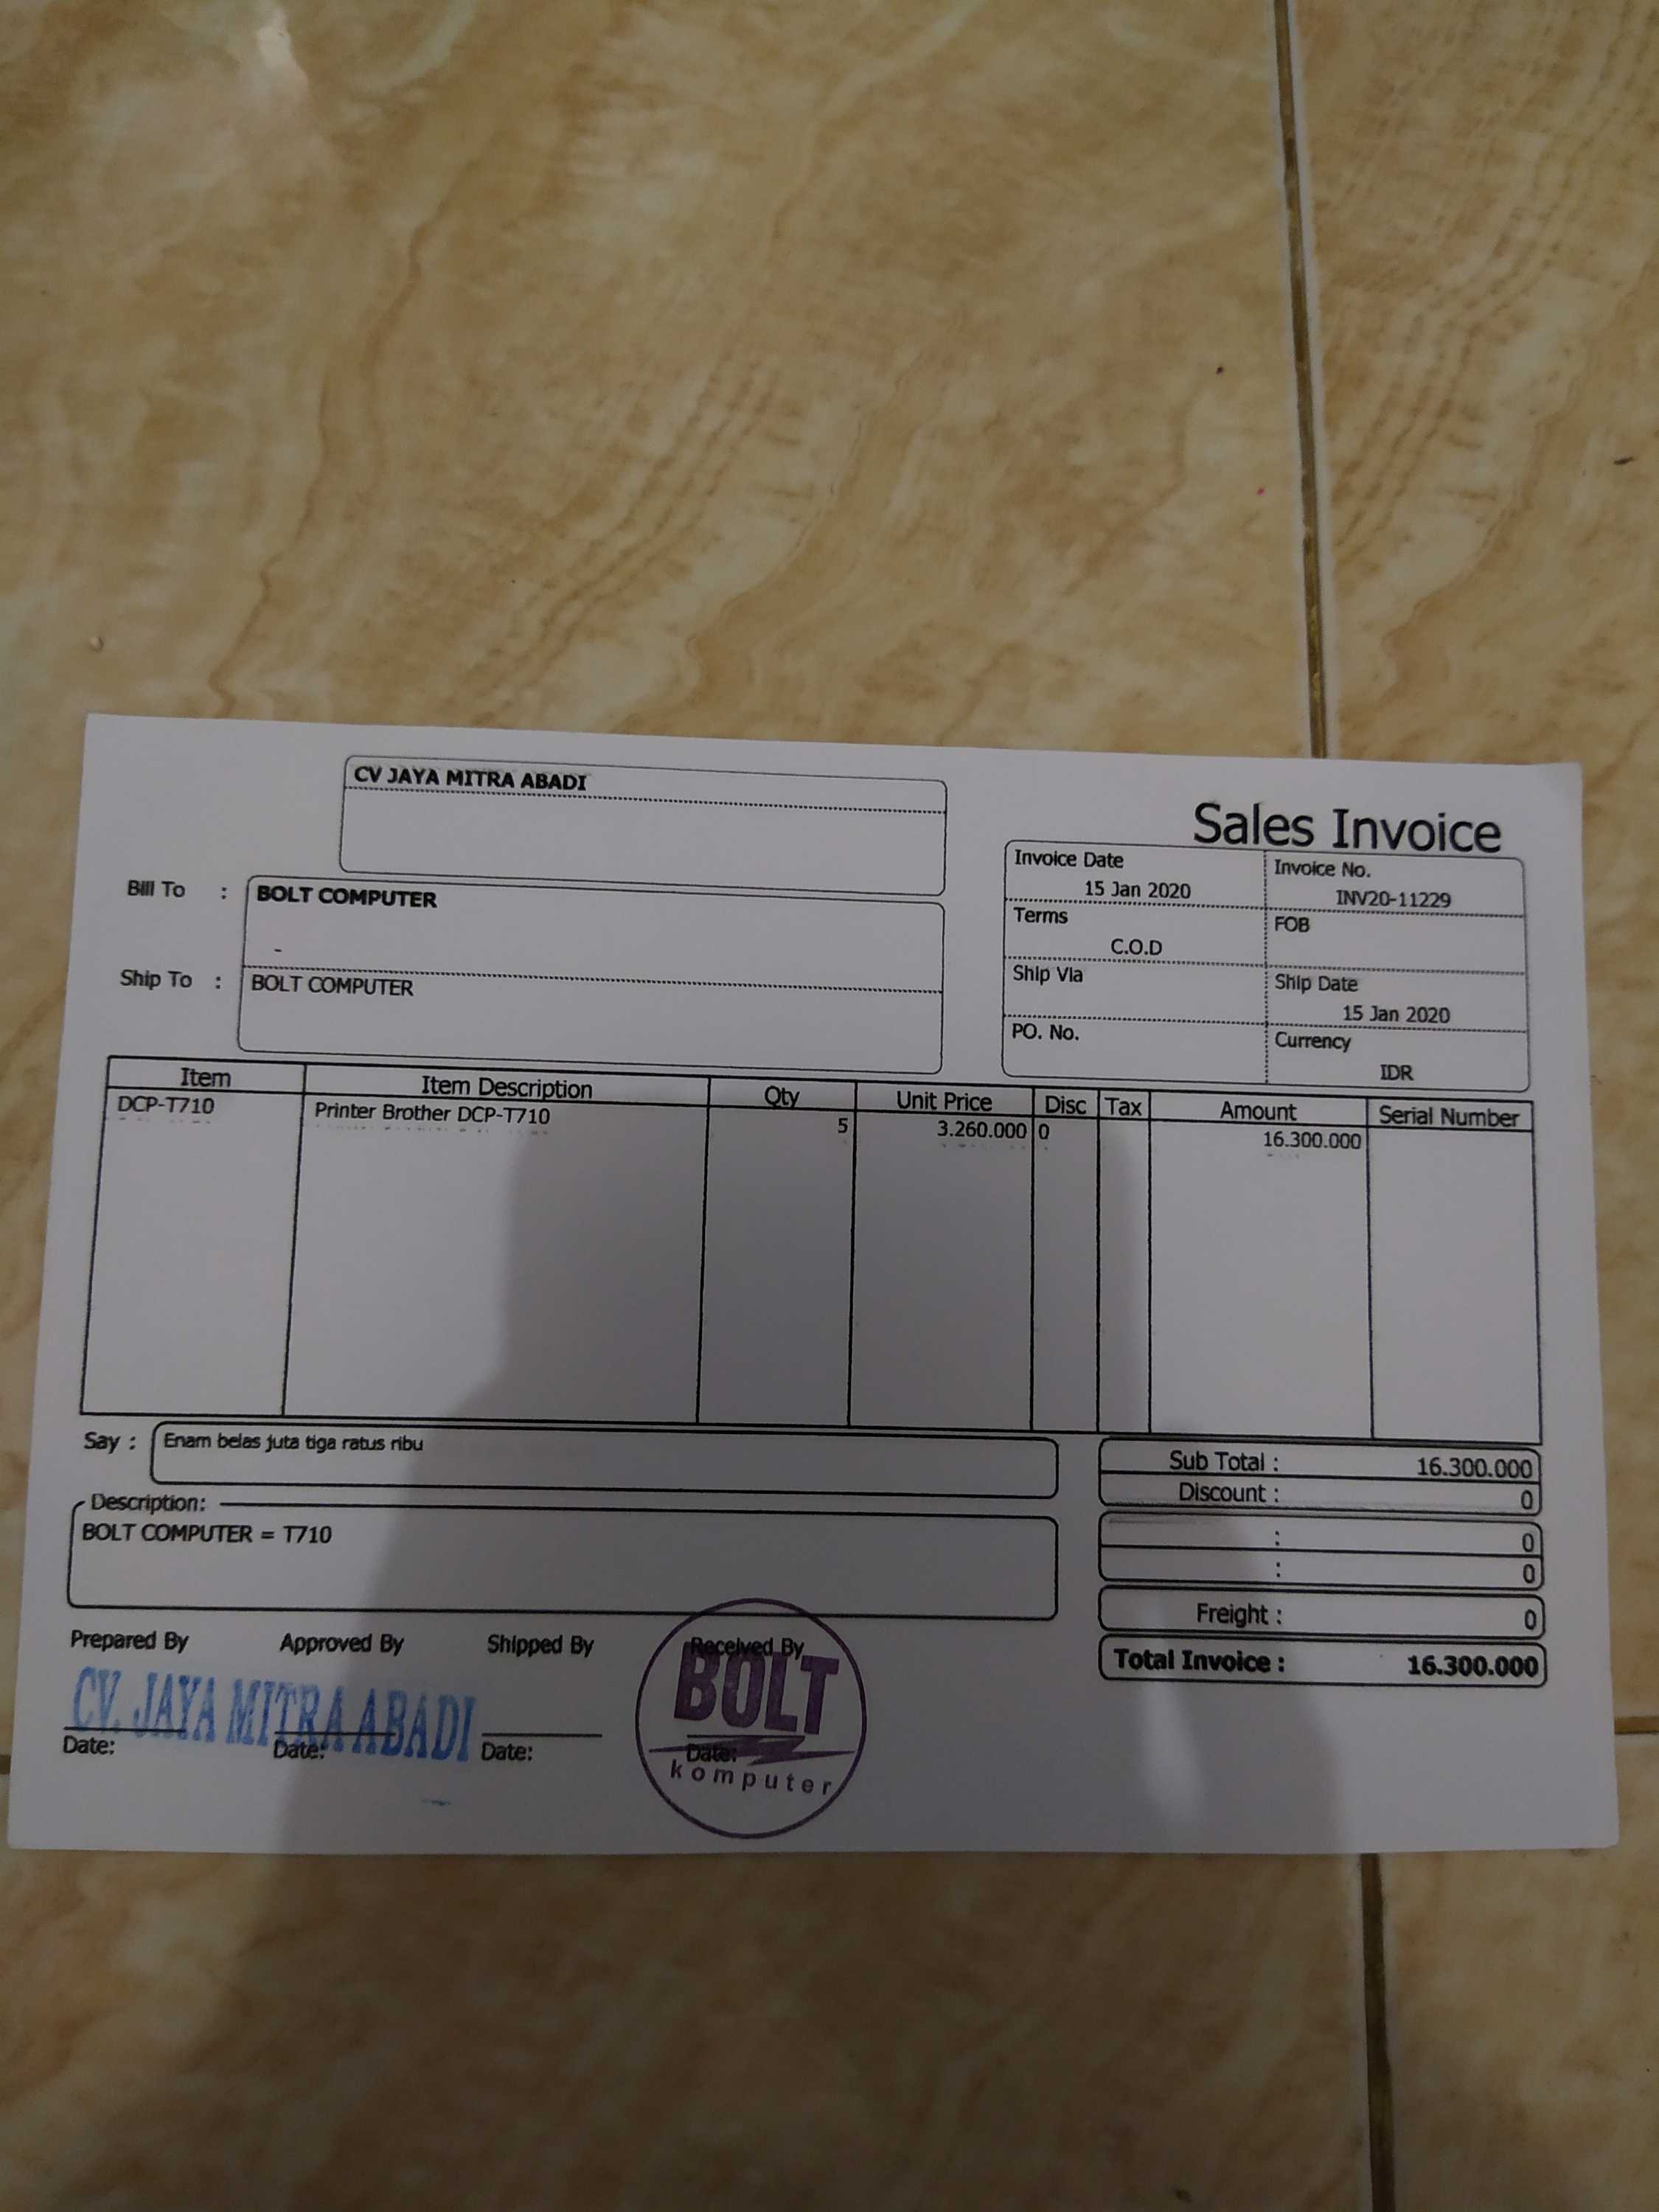 CV JAYA MITRA ABADI
Sales Invoice
Invoice Date
15 Jan 2020
Invoice No.
INV20-11229
Terms
C.O.D
FOB
Ship Via
Ship Date
15 Jan 2020
PO. No.
Currency
IDR
Bill To :
BOLT COMPUTER
-
Ship To :
BOLT COMPUTER
Item Item Description Qty Unit Price Disc Tax Amount Serial Number
DCP-T710 Printer Brother DCP-T710 5 3.260.000 0 16.300.000
Say : Enam belas juta tiga ratus ribu
Description:
BOLT COMPUTER = T710
Sub Total : 16.300.000
Discount : 0
: 0
: 0
Freight : 0
Total Invoice : 16.300.000
Prepared By Approved By Shipped By Received By
CV. JAYA MITRA ABADI
BOLT
Date: Date: Date: Date:
komputer